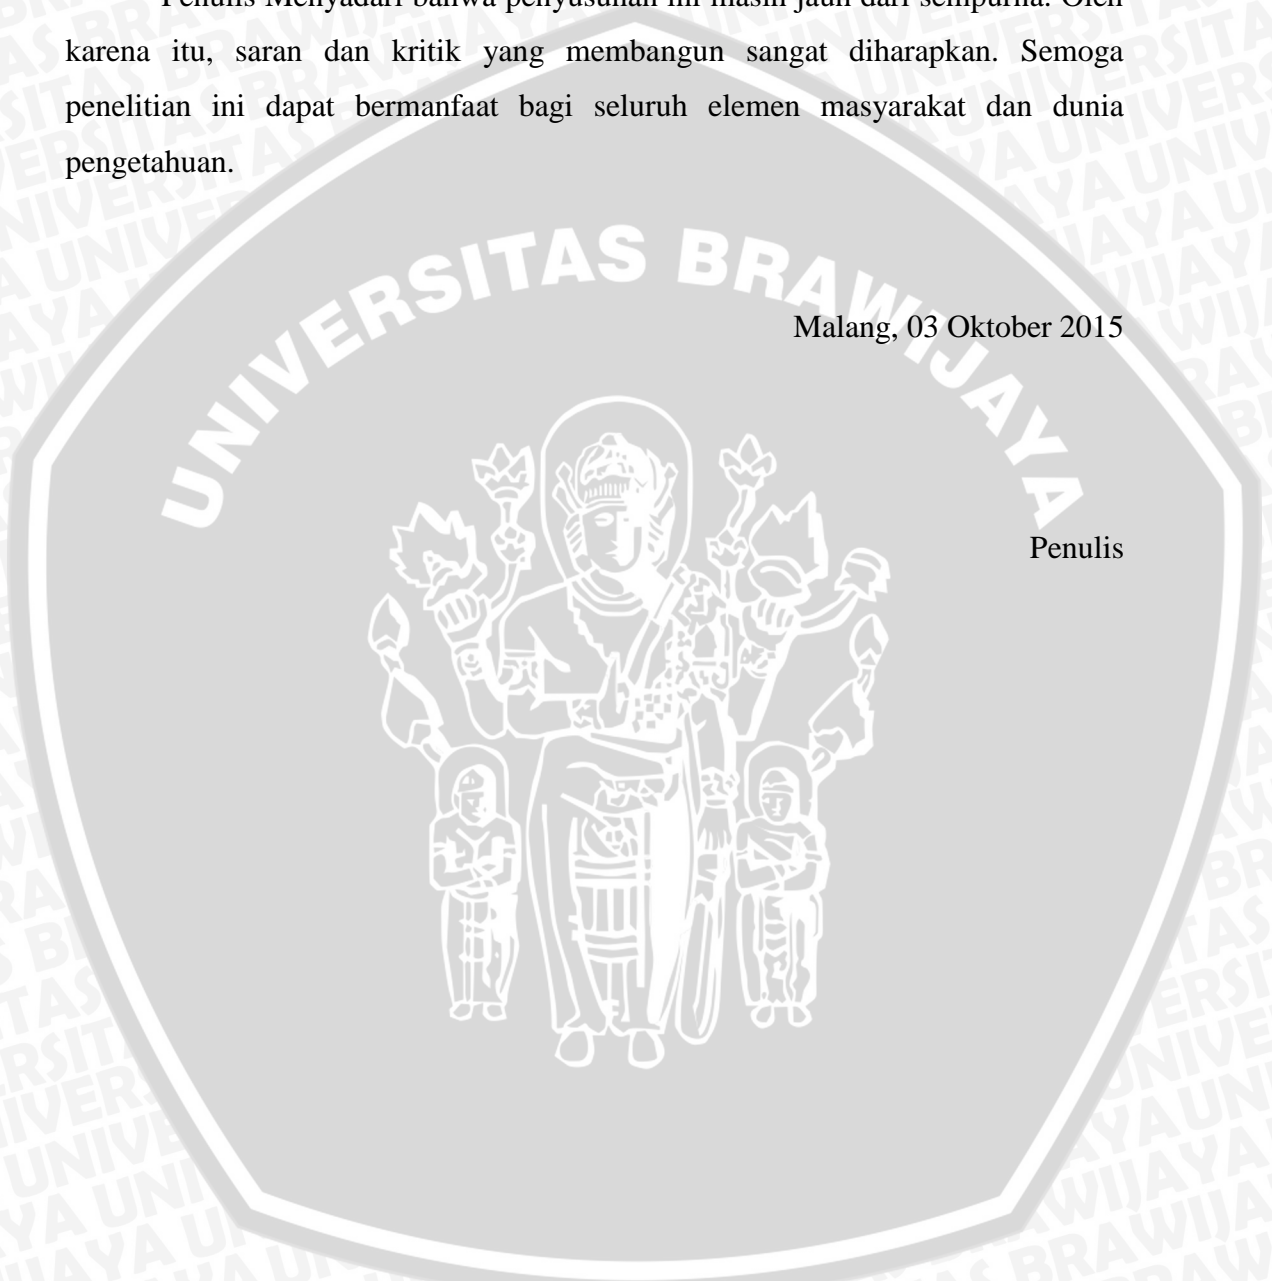 Penulis Menyadari bahwa penyusunan ini masih jauh dari sempurna. Oleh
karena itu, saran dan kritik yang membangun sangat diharapkan. Semoga
penelitian ini dapat bermanfaat bagi seluruh elemen masyarakat dan dunia
pengetahuan.
UNIVERSITAS BRAWIJAYA
Malang, 03 Oktober 2015
Penulis